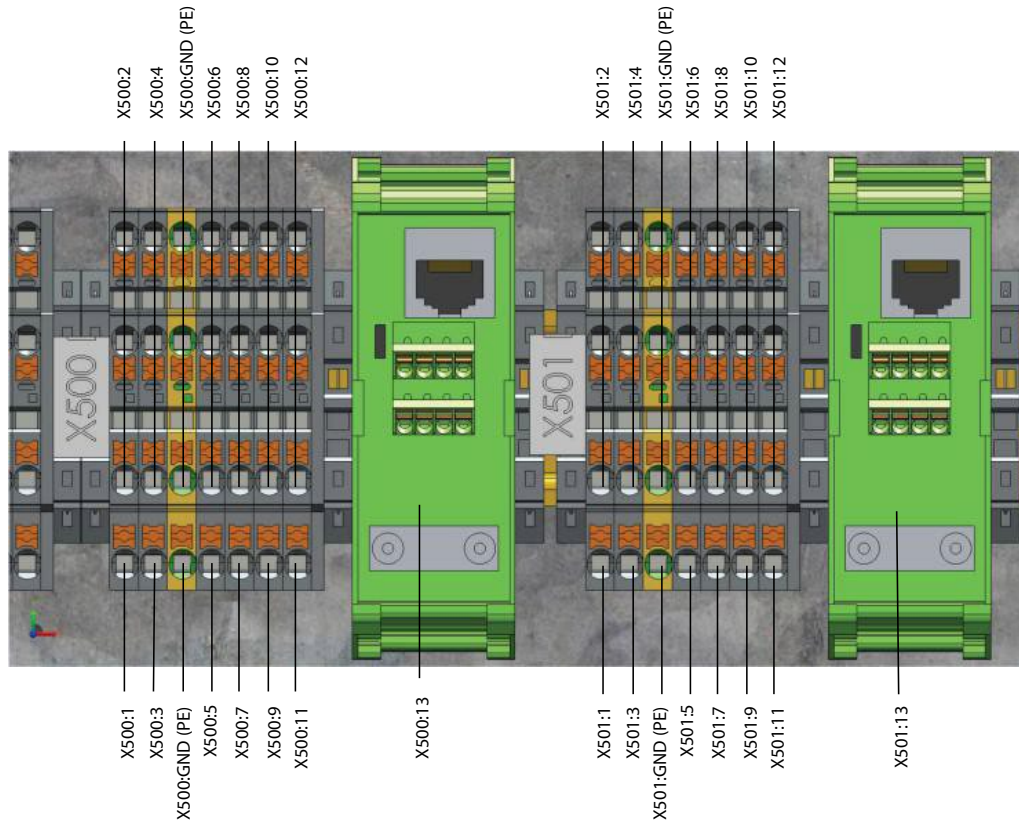 X500:2
X500:4
X500:GND (PE)
X500:6
X500:8
X500:10
X500:12
X501:2
X501:4
X501:GND (PE)
X501:6
X501:8
X501:10
X501:12
X500
X501
X500:1
X500:3
X500:GND (PE)
X500:5
X500:7
X500:9
X500:11
X500:13
X501:1
X501:3
X501:GND (PE)
X501:5
X501:7
X501:9
X501:11
X501:13